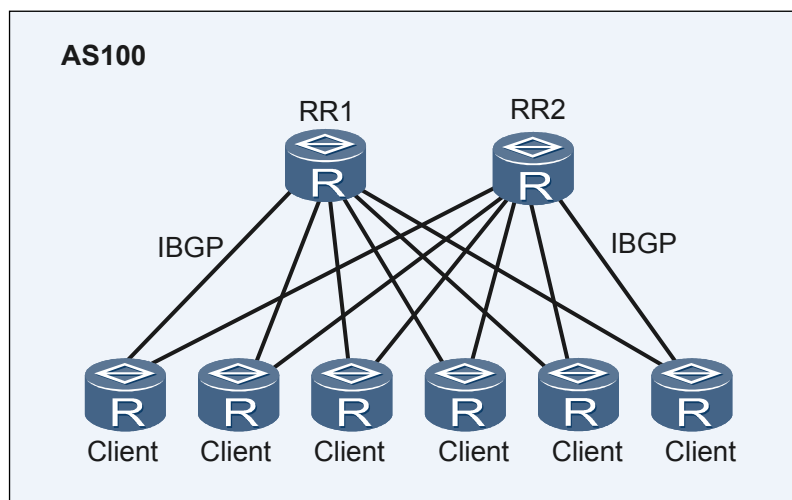 AS100
RR1 RR2
R R
IBGP IBGP
R R R R R R
Client Client Client Client Client Client